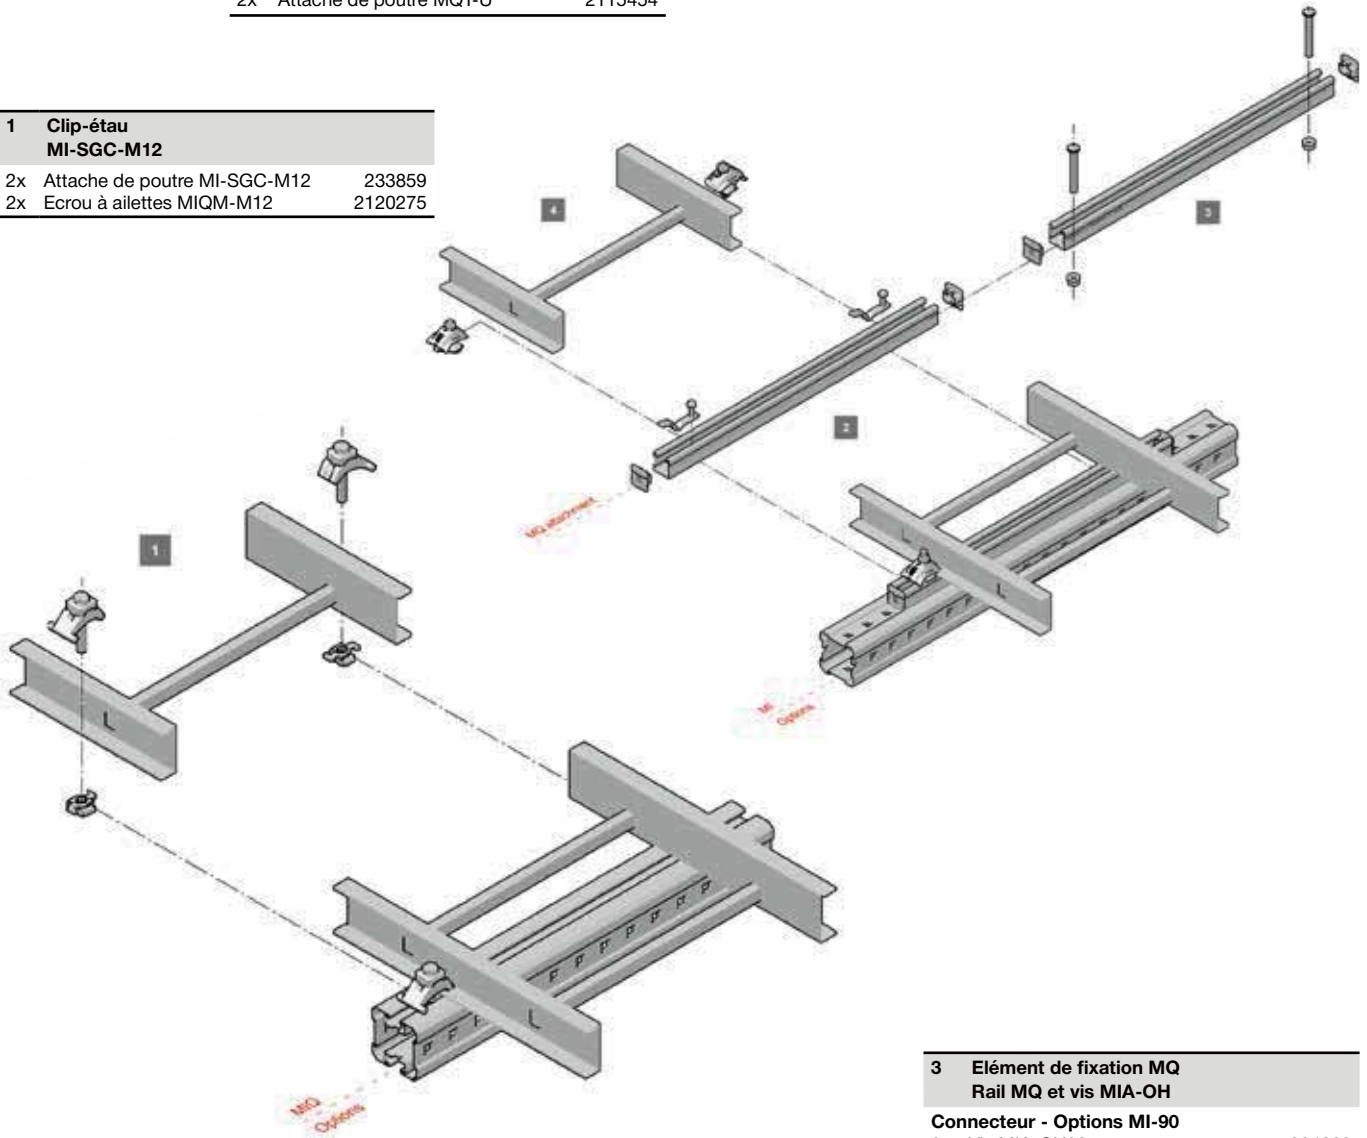 2x Attache de poutre MQT-U 2115454
1 Clip-étau
MI-SGC-M12
2x Attache de poutre MI-SGC-M12 233859
2x Ecrou à ailettes MIQM-M12 2120275
4
3
L
2
MQ attachment
1
L
L
L
MI
Options
L
L
MIQ
Options
3 Elément de fixation MQ
Rail MQ et vis MIA-OH
Connecteur - Options MI-90